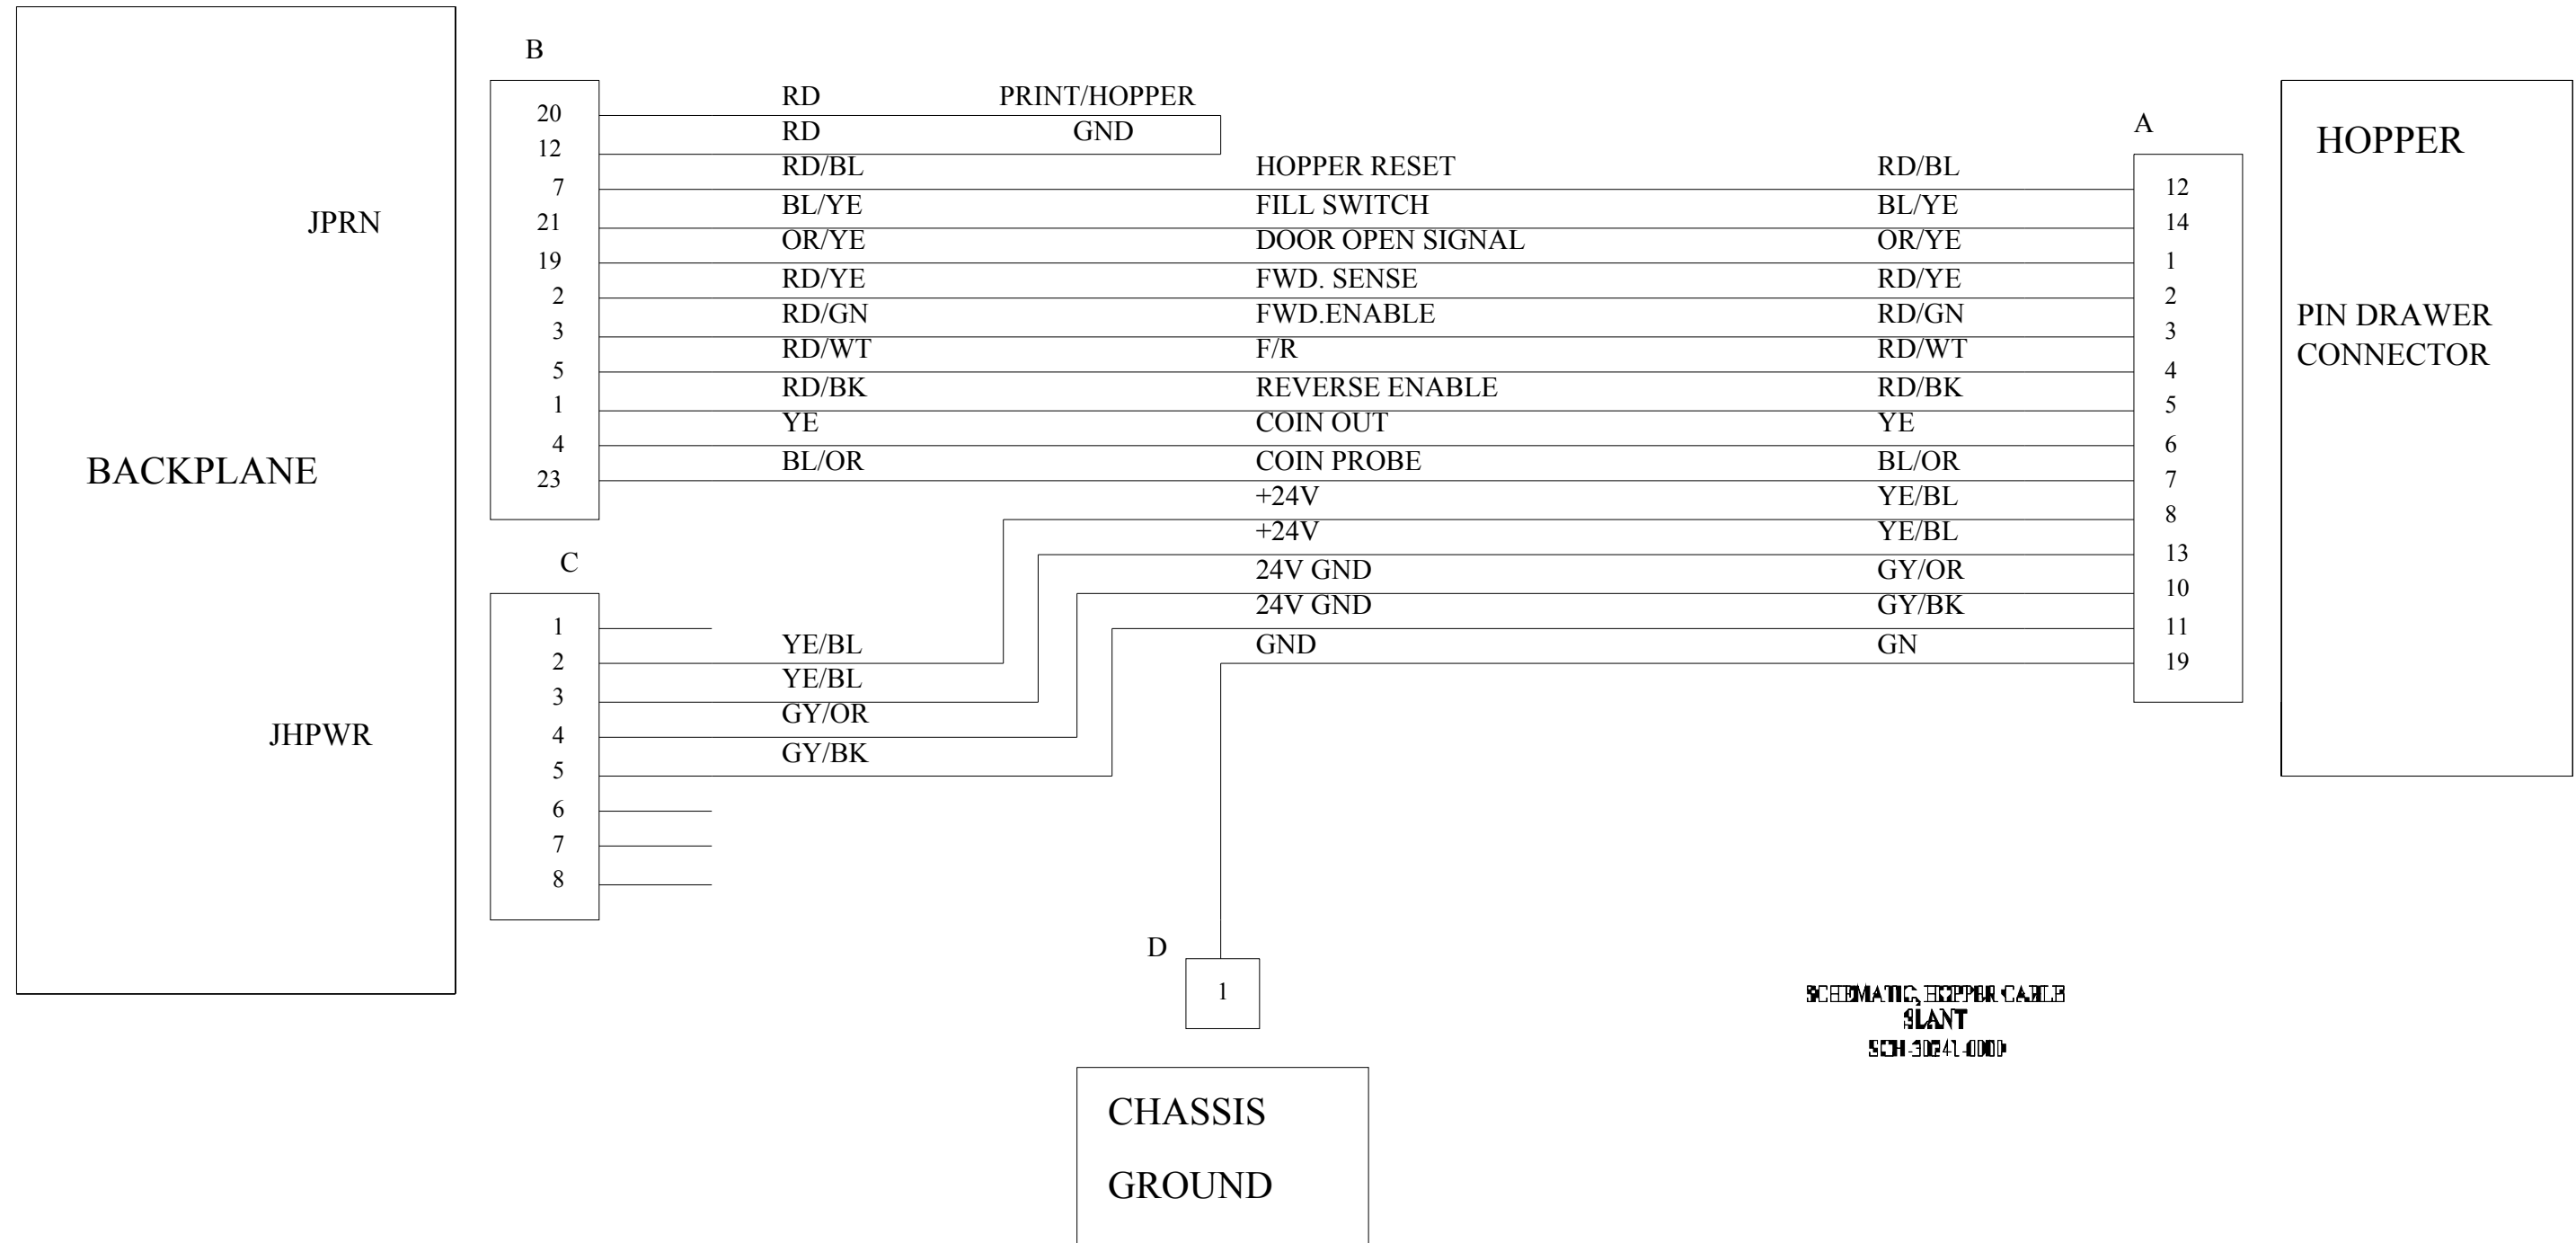 B
20 RD PRINT/HOPPER
12 RD GND
A
HOPPER
7 RD/BL HOPPER RESET RD/BL 12
JPRN
21 BL/YE FILL SWITCH BL/YE 14
19 OR/YE DOOR OPEN SIGNAL OR/YE 1
2 RD/YE FWD. SENSE RD/YE 2
3 RD/GN FWD.ENABLE RD/GN 3
PIN DRAWER
CONNECTOR
5 RD/WT F/R RD/WT 4
1 RD/BK REVERSE ENABLE RD/BK 5
4 YE COIN OUT YE 6
BACKPLANE
23 BL/OR COIN PROBE BL/OR 7
+24V YE/BL 8
+24V YE/BL 13
C
24V GND GY/OR 10
24V GND GY/BK 11
GND GN 19
1
2 YE/BL
3 YE/BL
JHPWR
4 GY/OR
5 GY/BK
6
7
8
D
1
SCHEMATIC, HOPPER CABLE
SLANT
CHASSIS
GROUND